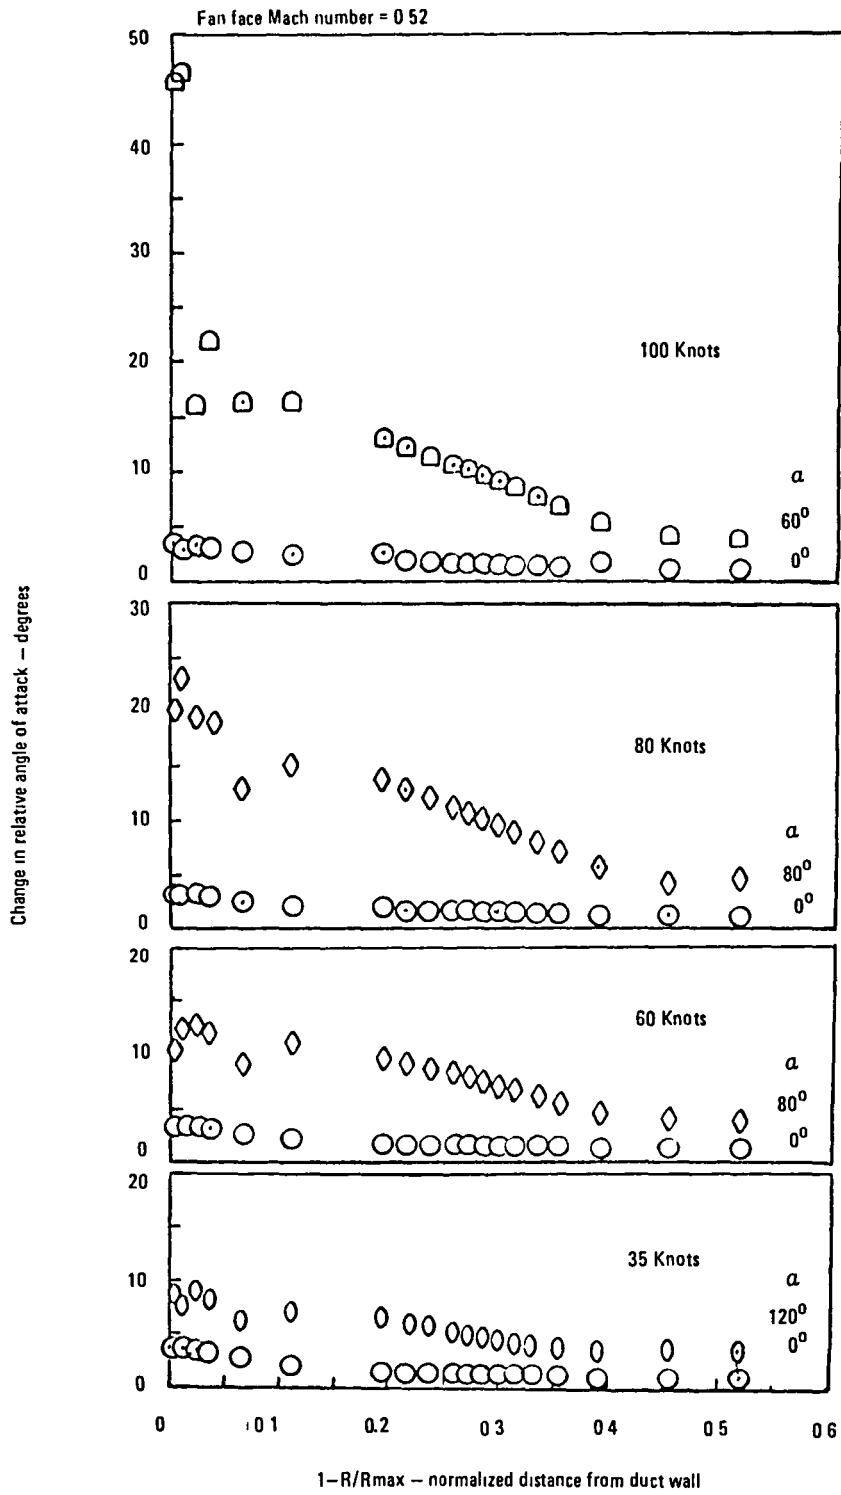 Fan face Mach number = 0 52
50
40
30
20
10
0
100 Knots
α
60⁰
0⁰
30
20
10
0
80 Knots
α
80⁰
0⁰
20
10
0
60 Knots
α
80⁰
0⁰
20
10
0
35 Knots
α
120⁰
0⁰
0
0 1
0.2
0 3
0 4
0 5
0 6
Change in relative angle of attack – degrees
1–R/Rmax – normalized distance from duct wall